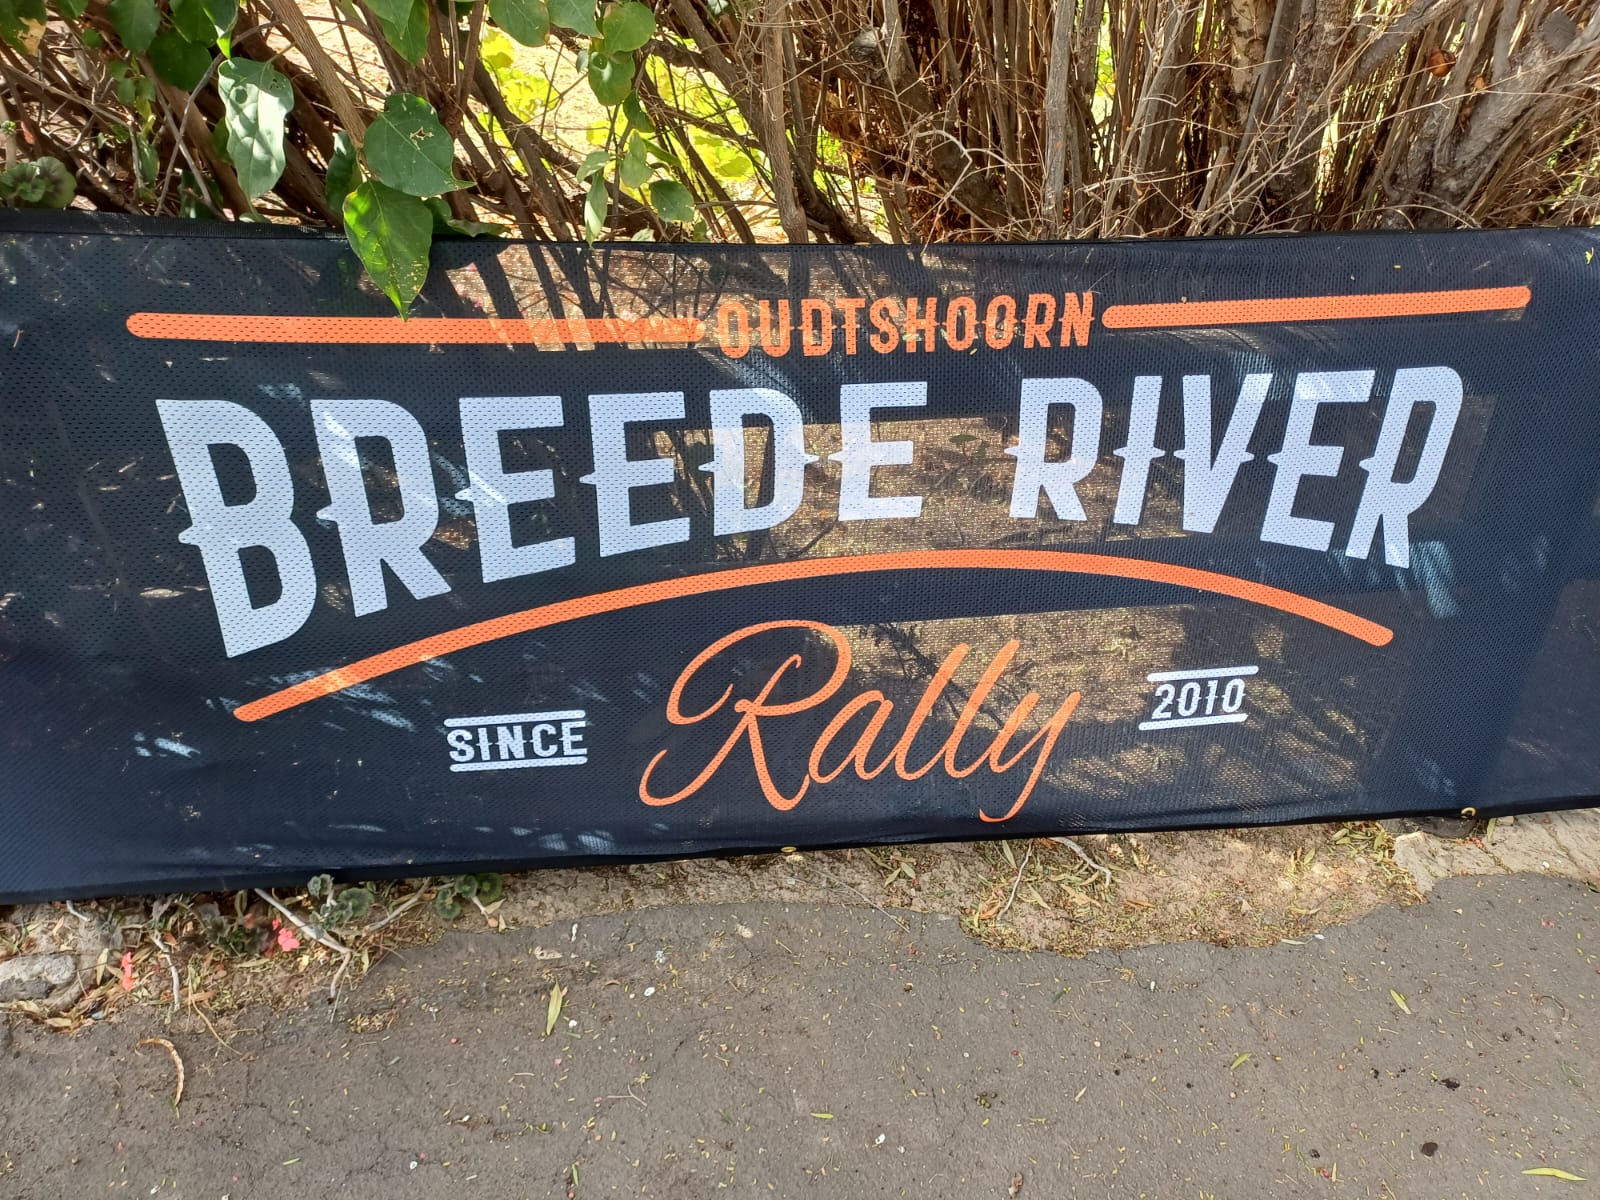 OUDTSHOORN
BREEDE RIVER
Rally
SINCE 2010